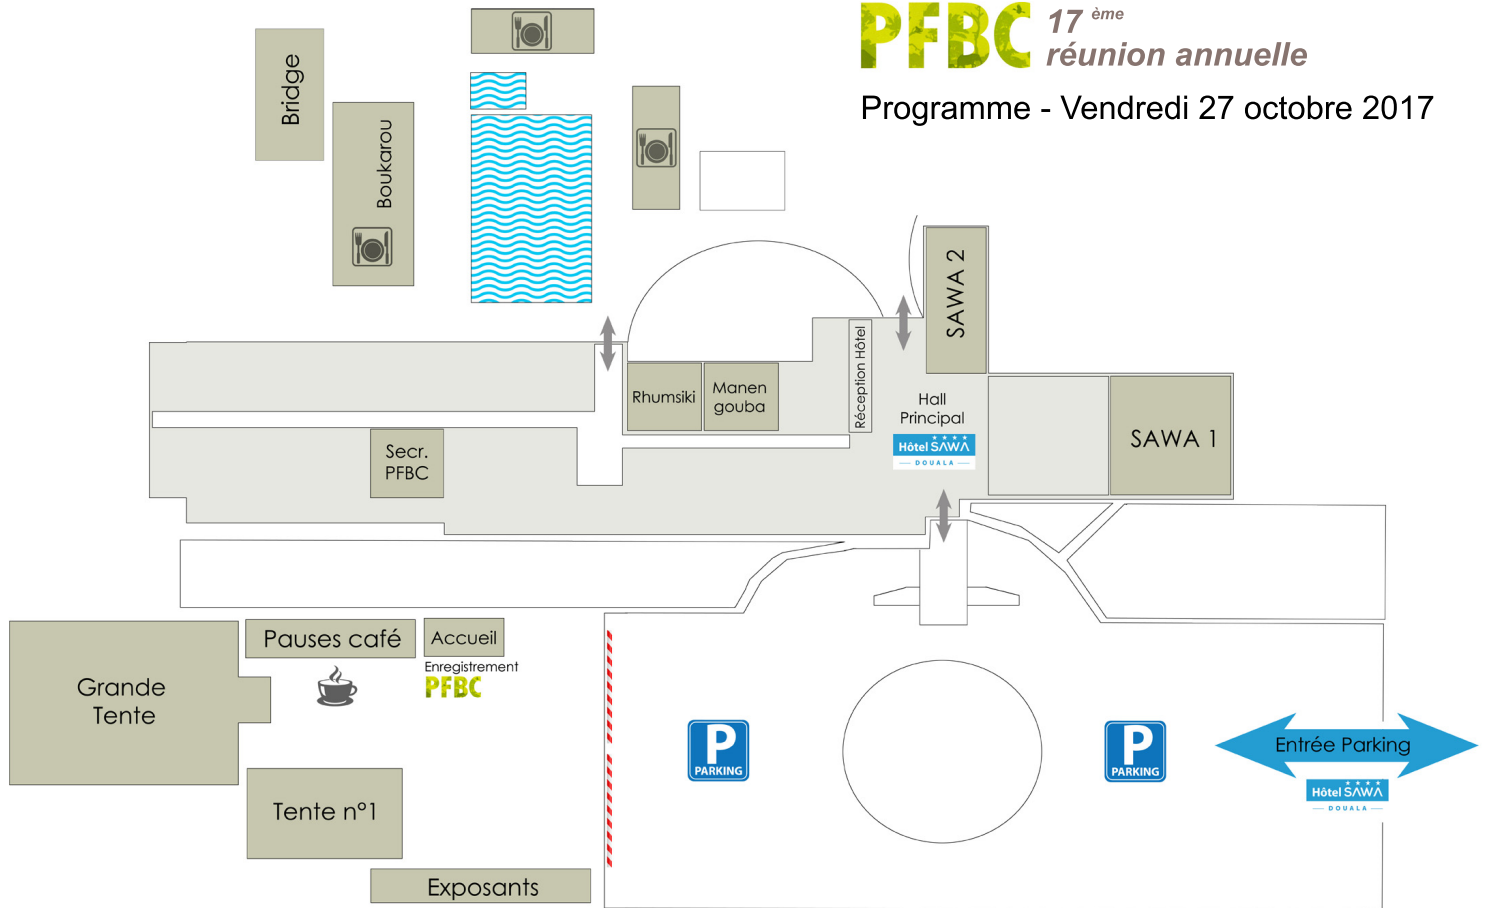 PFBC 17 ème
réunion annuelle
Programme - Vendredi 27 octobre 2017
Bridge
Boukarou
SAWA 2
Réception Hôtel
Rhumsiki
Manen
gouba
Hall
Principal
Hôtel SAWA
DOUALA
SAWA 1
Secr.
PFBC
Pauses café
Accueil
Enregistrement
PFBC
Grande
Tente
Tente n°1
Exposants
P
PARKING
P
PARKING
Entrée Parking
Hôtel SAWA
DOUALA